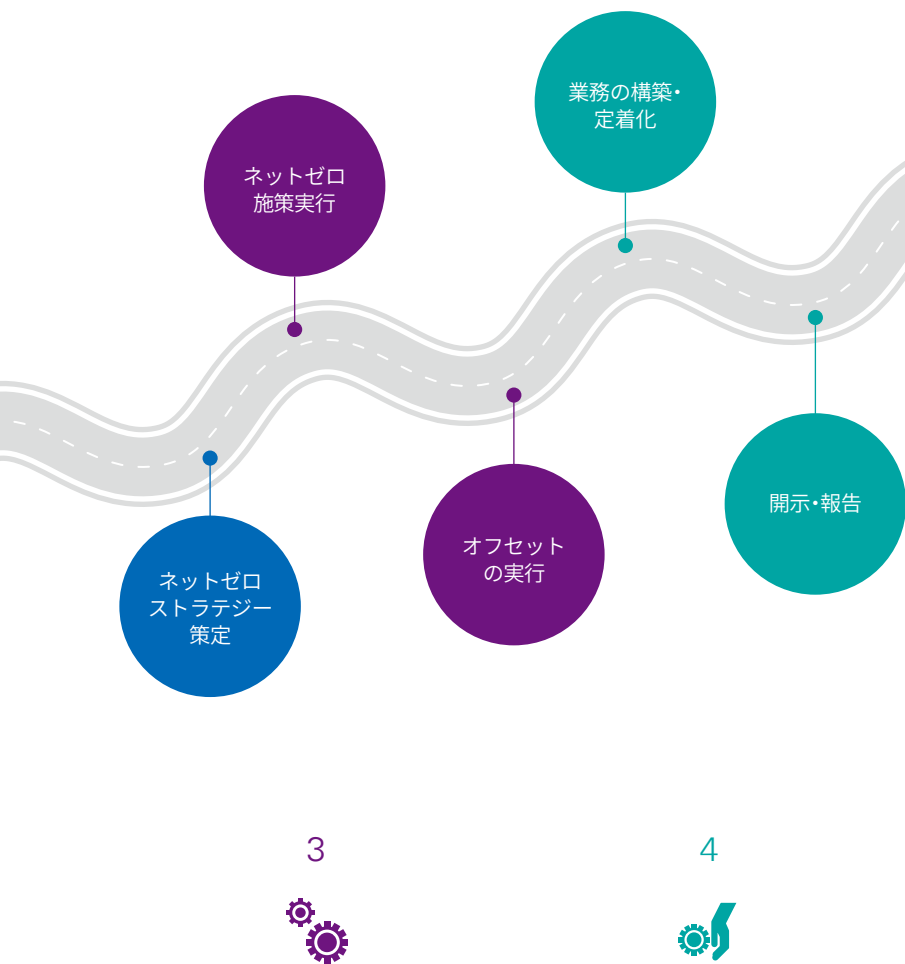 業務の構築・
定着化
ネットゼロ
施策実行
開示・報告
オフセット
の実行
ネットゼロ
ストラテジー
策定
3
4